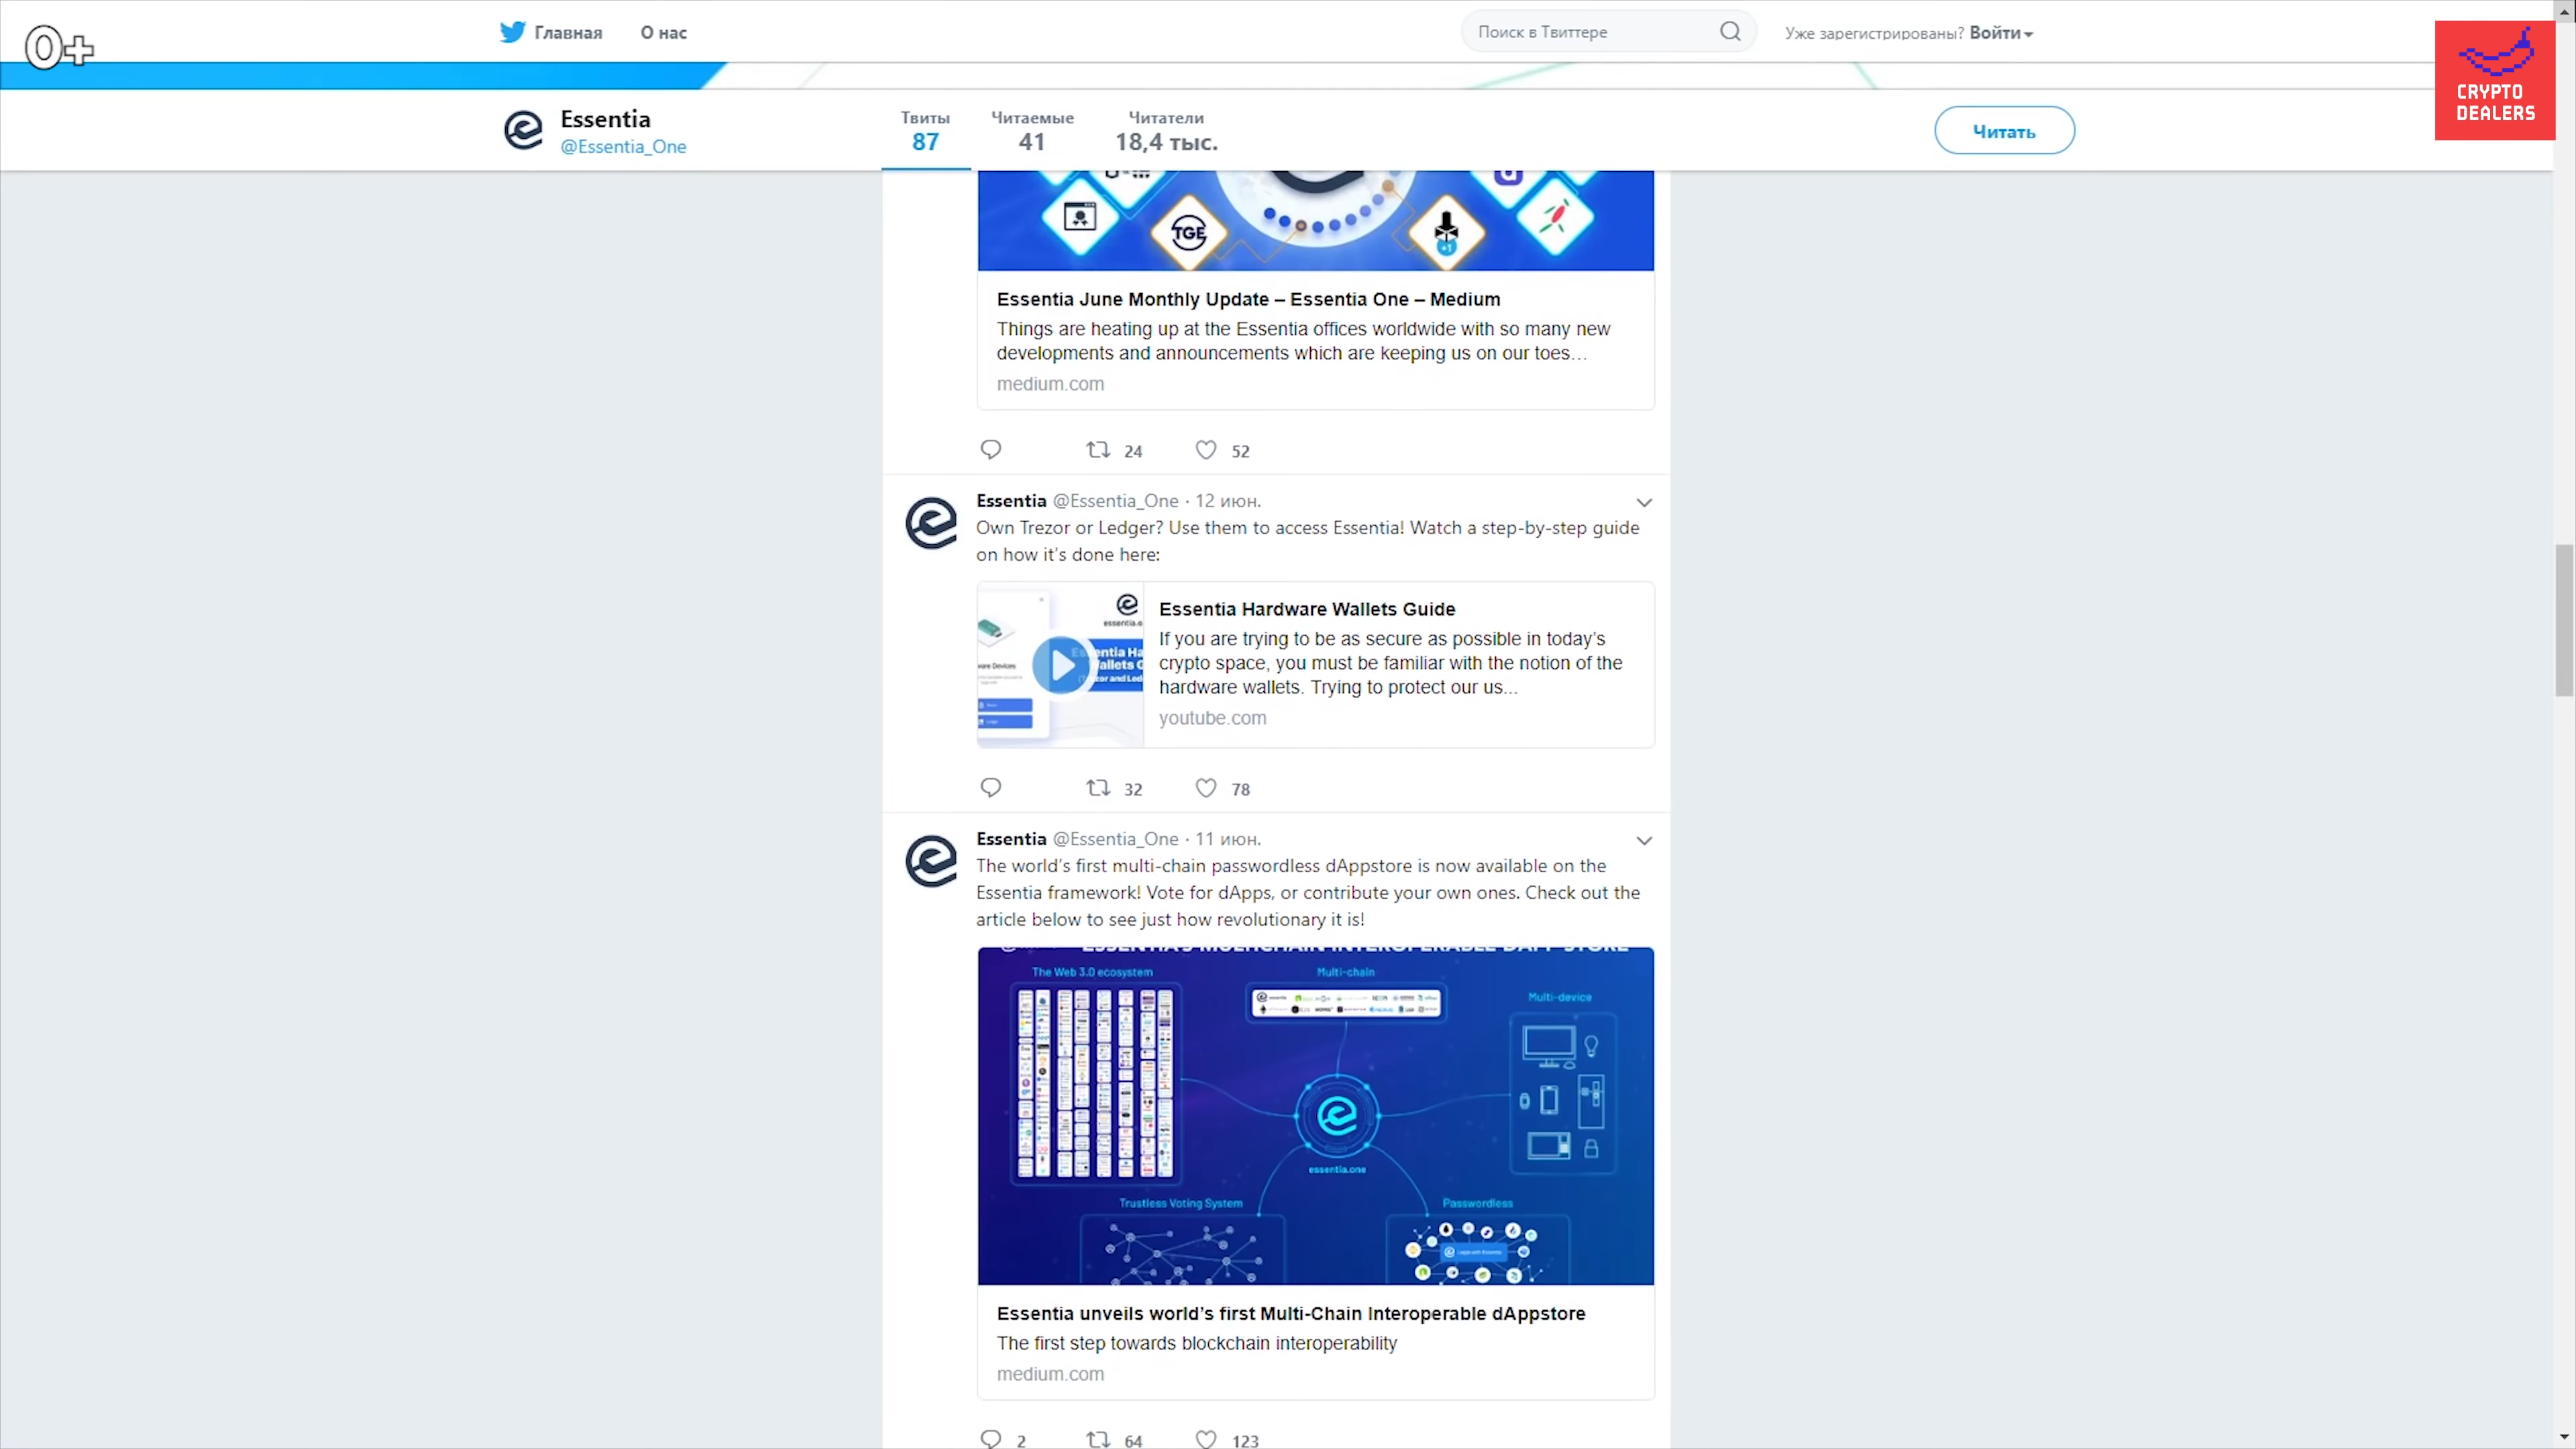 0+
Главная
О нас
Поиск в Твиттере
Уже зарегистрированы? Войти
CRYPTO
DEALERS
Essentia
@Essentia_One
Твиты
87
Читаемые
41
Читатели
18,4 тыс.
Читать
TGE
+1
Essentia June Monthly Update – Essentia One – Medium
Things are heating up at the Essentia offices worldwide with so many new
developments and announcements which are keeping us on our toes…
medium.com
24
52
Essentia @Essentia_One · 12 июн.
Own Trezor or Ledger? Use them to access Essentia! Watch a step-by-step guide
on how it's done here:
Essentia Hardware Wallets Guide
If you are trying to be as secure as possible in today's
crypto space, you must be familiar with the notion of the
hardware wallets. Trying to protect our us...
youtube.com
32
78
Essentia @Essentia_One · 11 июн.
The world's first multi-chain passwordless dAppstore is now available on the
Essentia framework! Vote for dApps, or contribute your own ones. Check out the
article below to see just how revolutionary it is!
ESSENTIA'S MULTICHAIN INTEROPERABLE DAPP STORE
The Web 3.0 ecosystem
Multi-chain
Multi-device
essentia.one
Trustless Voting System
Passwordless
Essentia unveils world's first Multi-Chain Interoperable dAppstore
The first step towards blockchain interoperability
medium.com
2
64
123